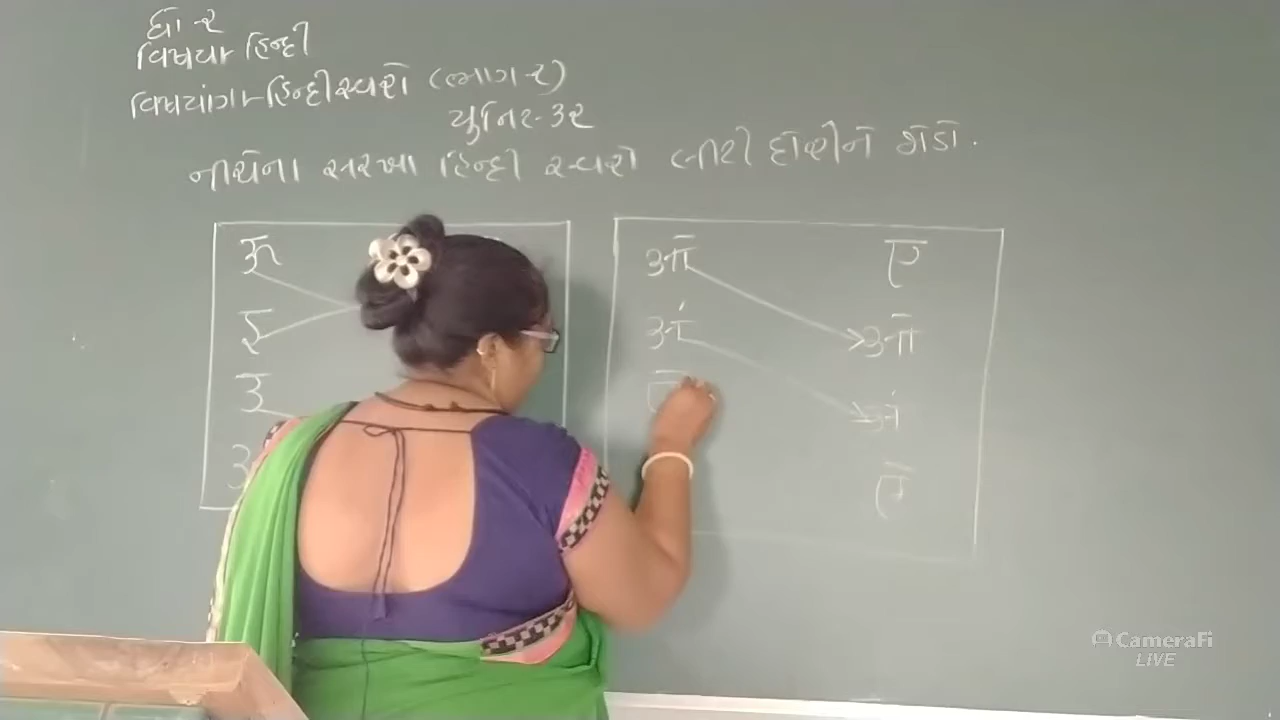 ધો-૨
વિષય- હિન્દી
વિષયાંગ- હિન્દી સ્વરો (ભાગ-૨)
યુનિટ-૩૨
નીચેના સરખા હિન્દી સ્વરો લીટી દોરીને જોડો.
ऊ
इ
उ
ओ ए
अं ओ
अं
ऐ
CameraFi
LIVE